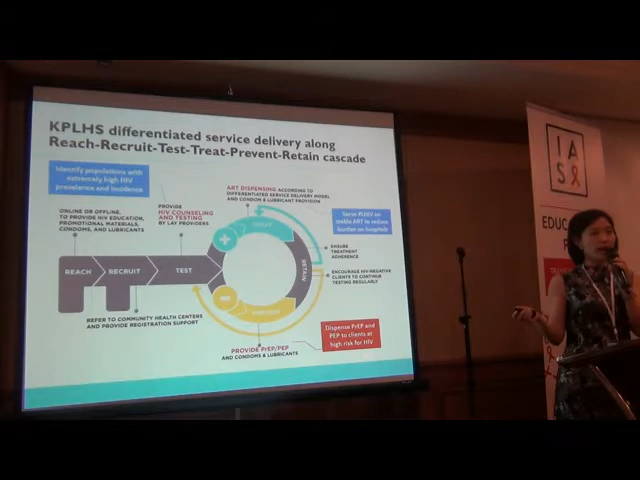 KPLHS differentiated service delivery along
Reach-Recruit-Test-Treat-Prevent-Retain cascade
Identify populations with
extremely high HIV
prevalence and incidence
ONLINE OR OFFLINE,
TO PROVIDE HIV EDUCATION,
PROMOTIONAL MATERIALS,
CONDOMS, AND LUBRICANTS
PROVIDE
HIV COUNSELING
AND TESTING
BY LAY PROVIDERS
ART DISPENSING ACCORDING TO
DIFFERENTIATED SERVICE DELIVERY MODEL
AND CONDOM & LUBRICANT PROVISION
Serve PLHIV on
stable ART to reduce
burden on hospitals
ENSURE
TREATMENT
ADHERENCE
ENCOURAGE HIV-NEGATIVE
CLIENTS TO CONTINUE
TESTING REGULARLY
REACH
RECRUIT
TEST
TREAT
RETAIN
REFER TO COMMUNITY HEALTH CENTERS
AND PROVIDE REGISTRATION SUPPORT
PROVIDE PrEP/PEP
AND CONDOMS & LUBRICANTS
Dispense PrEP and
PEP to clients at
high risk for HIV
IAS